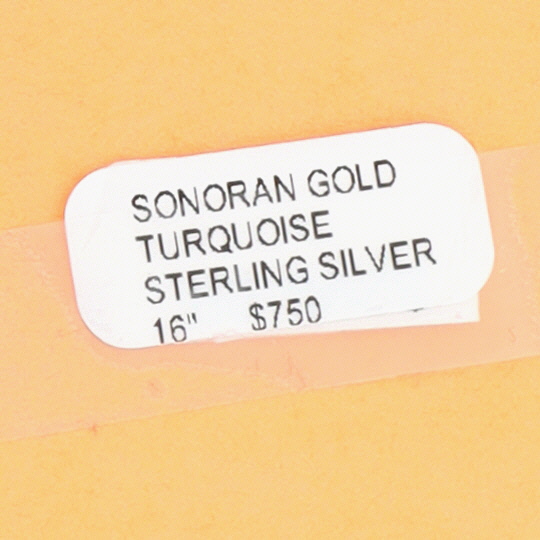 SONORAN GOLD
TURQUOISE
STERLING SILVER
16" $750